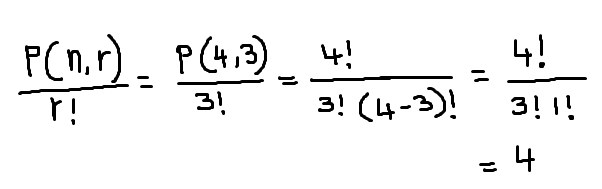 P(n,r)/r! = P(4,3)/3! = 4!/3!(4-3)! = 4!/3!1!
= 4